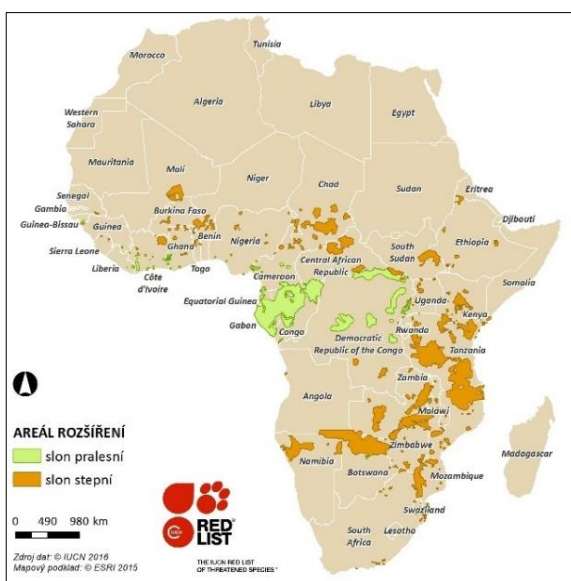 Tunisia
Morocco
Algeria
Libya
Egypt
Western
Sahara
Mauritania
Mali
Niger
Chad
Sudan
Eritrea
Senegal
Gambia
Guinea-Bissau
Guinea
Burkina Faso
Benin
Nigeria
Djibouti
Ethiopia
Sierra Leone
Liberia
Côte
d'Ivoire
Ghana
Togo
Cameroon
Central African
Republic
South
Sudan
Somalia
Equatorial Guinea
Gabon
Congo
Democratic
Republic of the Congo
Uganda
Kenya
Rwanda
Tanzania
Angola
Zambia
Malawi
Zimbabwe
Mozambique
Madagascar
Namibia
Botswana
Swaziland
South
Africa
Lesotho
AREÁL ROZŠÍŘENÍ
slon pralesní
slon stepní
0 490 980 km
Zdroj dat: © IUCN 2016
Mapový podklad: © ESRI 2015
IUCN
RED
LIST
THE IUCN RED LIST
OF THREATENED SPECIES™